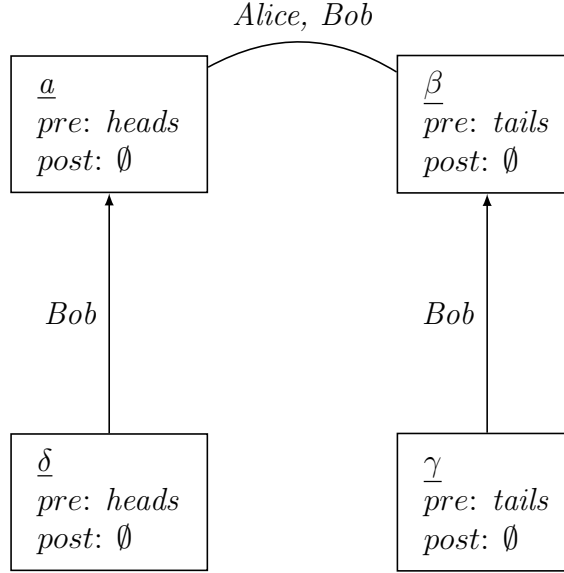 Alice, Bob
a
pre: heads
post: ∅
β
pre: tails
post: ∅
Bob
Bob
δ
pre: heads
post: ∅
γ
pre: tails
post: ∅